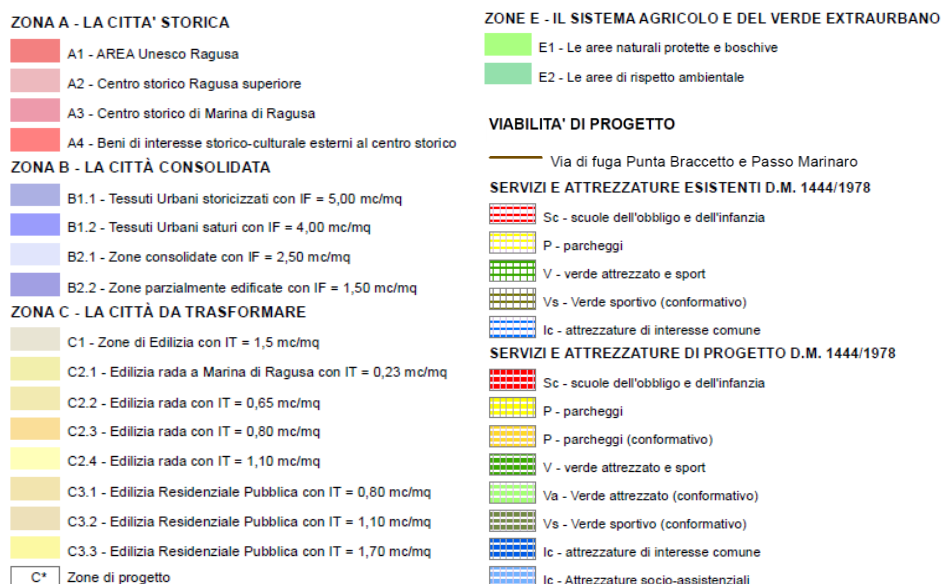 ZONA A - LA CITTA' STORICA
A1 - AREA Unesco Ragusa
A2 - Centro storico Ragusa superiore
A3 - Centro storico di Marina di Ragusa
A4 - Beni di interesse storico-culturale esterni al centro storico
ZONA B - LA CITTÀ CONSOLIDATA
B1.1 - Tessuti Urbani storicizzati con IF = 5,00 mc/mq
B1.2 - Tessuti Urbani saturi con IF = 4,00 mc/mq
B2.1 - Zone consolidate con IF = 2,50 mc/mq
B2.2 - Zone parzialmente edificate con IF = 1,50 mc/mq
ZONA C - LA CITTÀ DA TRASFORMARE
C1 - Zone di Edilizia con IT = 1,5 mc/mq
C2.1 - Edilizia rada a Marina di Ragusa con IT = 0,23 mc/mq
C2.2 - Edilizia rada con IT = 0,65 mc/mq
C2.3 - Edilizia rada con IT = 0,80 mc/mq
C2.4 - Edilizia rada con IT = 1,10 mc/mq
C3.1 - Edilizia Residenziale Pubblica con IT = 0,80 mc/mq
C3.2 - Edilizia Residenziale Pubblica con IT = 1,10 mc/mq
C3.3 - Edilizia Residenziale Pubblica con IT = 1,70 mc/mq
C* Zone di progetto
ZONE E - IL SISTEMA AGRICOLO E DEL VERDE EXTRAURBANO
E1 - Le aree naturali protette e boschive
E2 - Le aree di rispetto ambientale
VIABILITA' DI PROGETTO
Via di fuga Punta Braccetto e Passo Marinaro
SERVIZI E ATTREZZATURE ESISTENTI D.M. 1444/1978
Sc - scuole dell'obbligo e dell'infanzia
P - parcheggi
V - verde attrezzato e sport
Vs - Verde sportivo (conformativo)
Ic - attrezzature di interesse comune
SERVIZI E ATTREZZATURE DI PROGETTO D.M. 1444/1978
Sc - scuole dell'obbligo e dell'infanzia
P - parcheggi
P - parcheggi (conformativo)
V - verde attrezzato e sport
Va - Verde attrezzato (conformativo)
Vs - Verde sportivo (conformativo)
Ic - attrezzature di interesse comune
Ic - Attrezzature socio-assistenziali